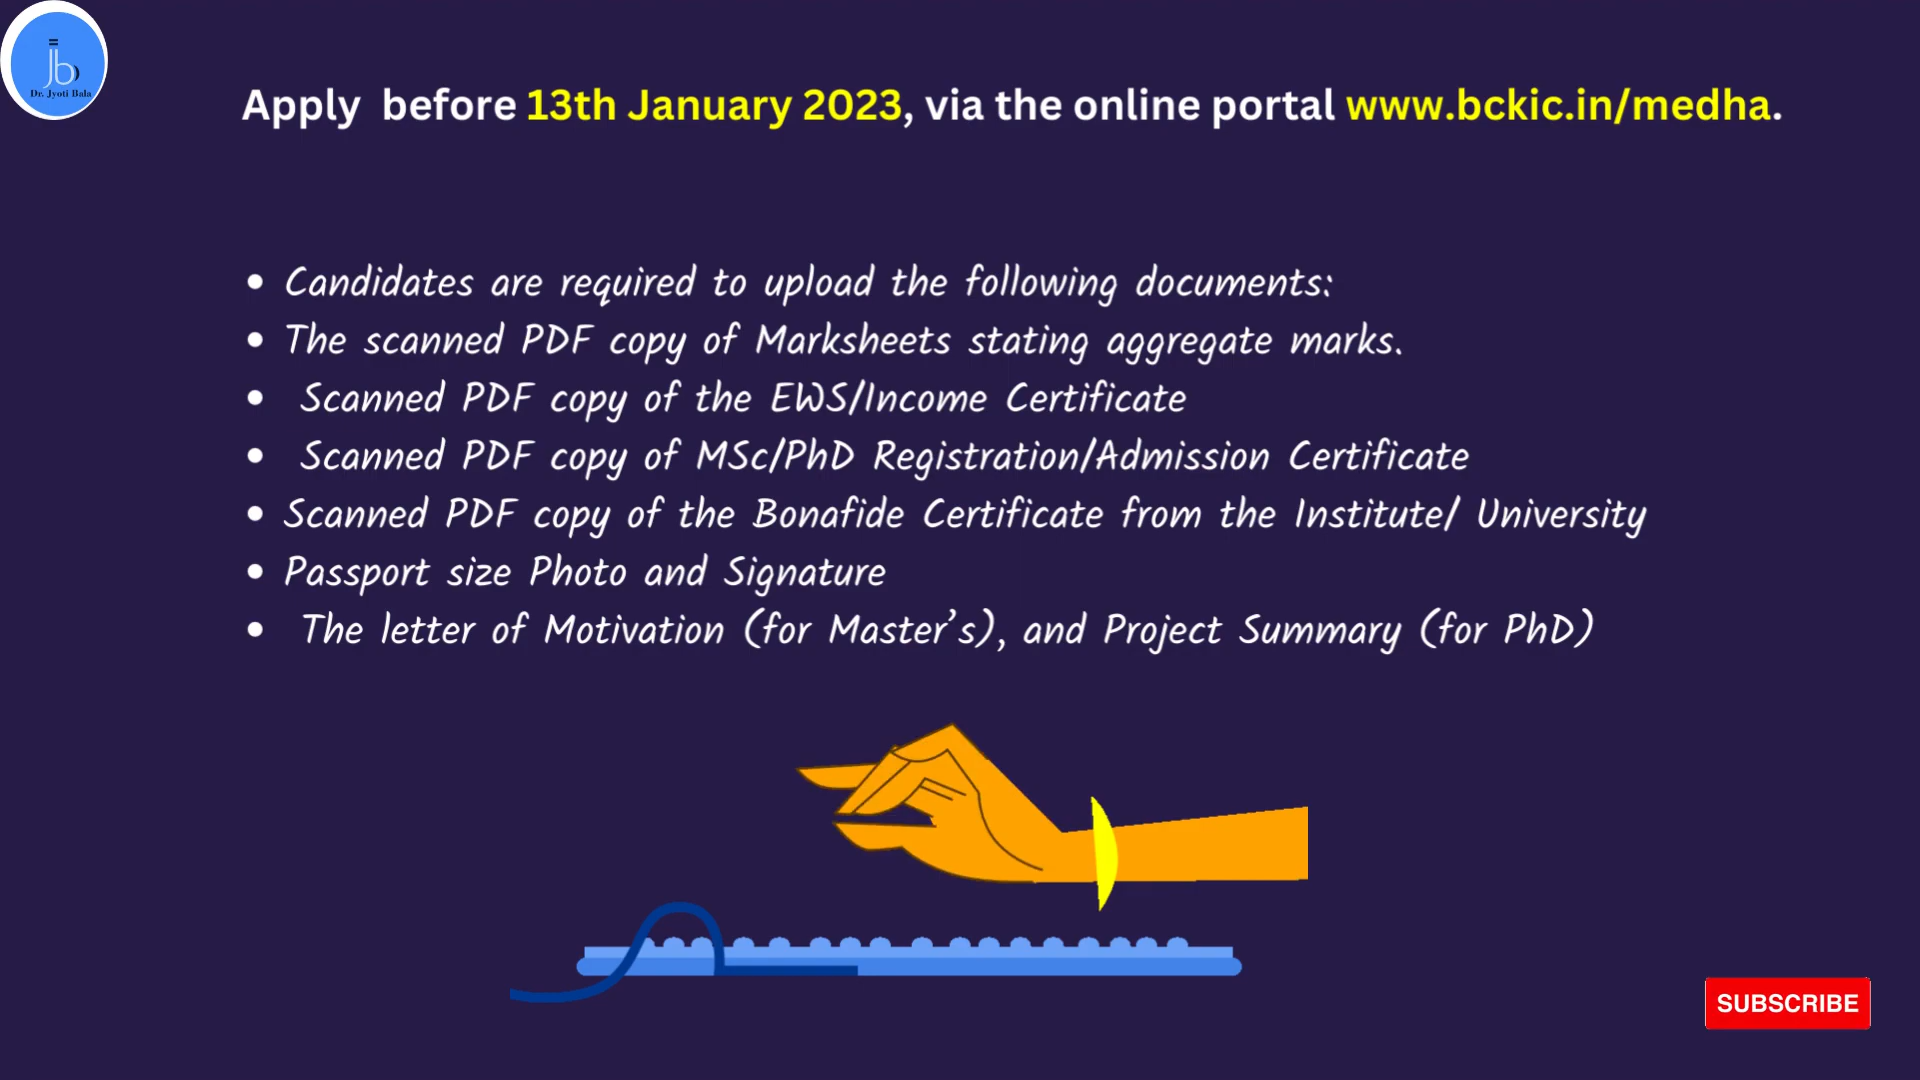 jb
Dr. Jyoti Bala
Apply before 13th January 2023, via the online portal www.bckic.in/medha.
• Candidates are required to upload the following documents:
• The scanned PDF copy of Marksheets stating aggregate marks.
• Scanned PDF copy of the EWS/Income Certificate
• Scanned PDF copy of MSc/PhD Registration/Admission Certificate
• Scanned PDF copy of the Bonafide Certificate from the Institute/ University
• Passport size Photo and Signature
• The letter of Motivation (for Master’s), and Project Summary (for PhD)
SUBSCRIBE